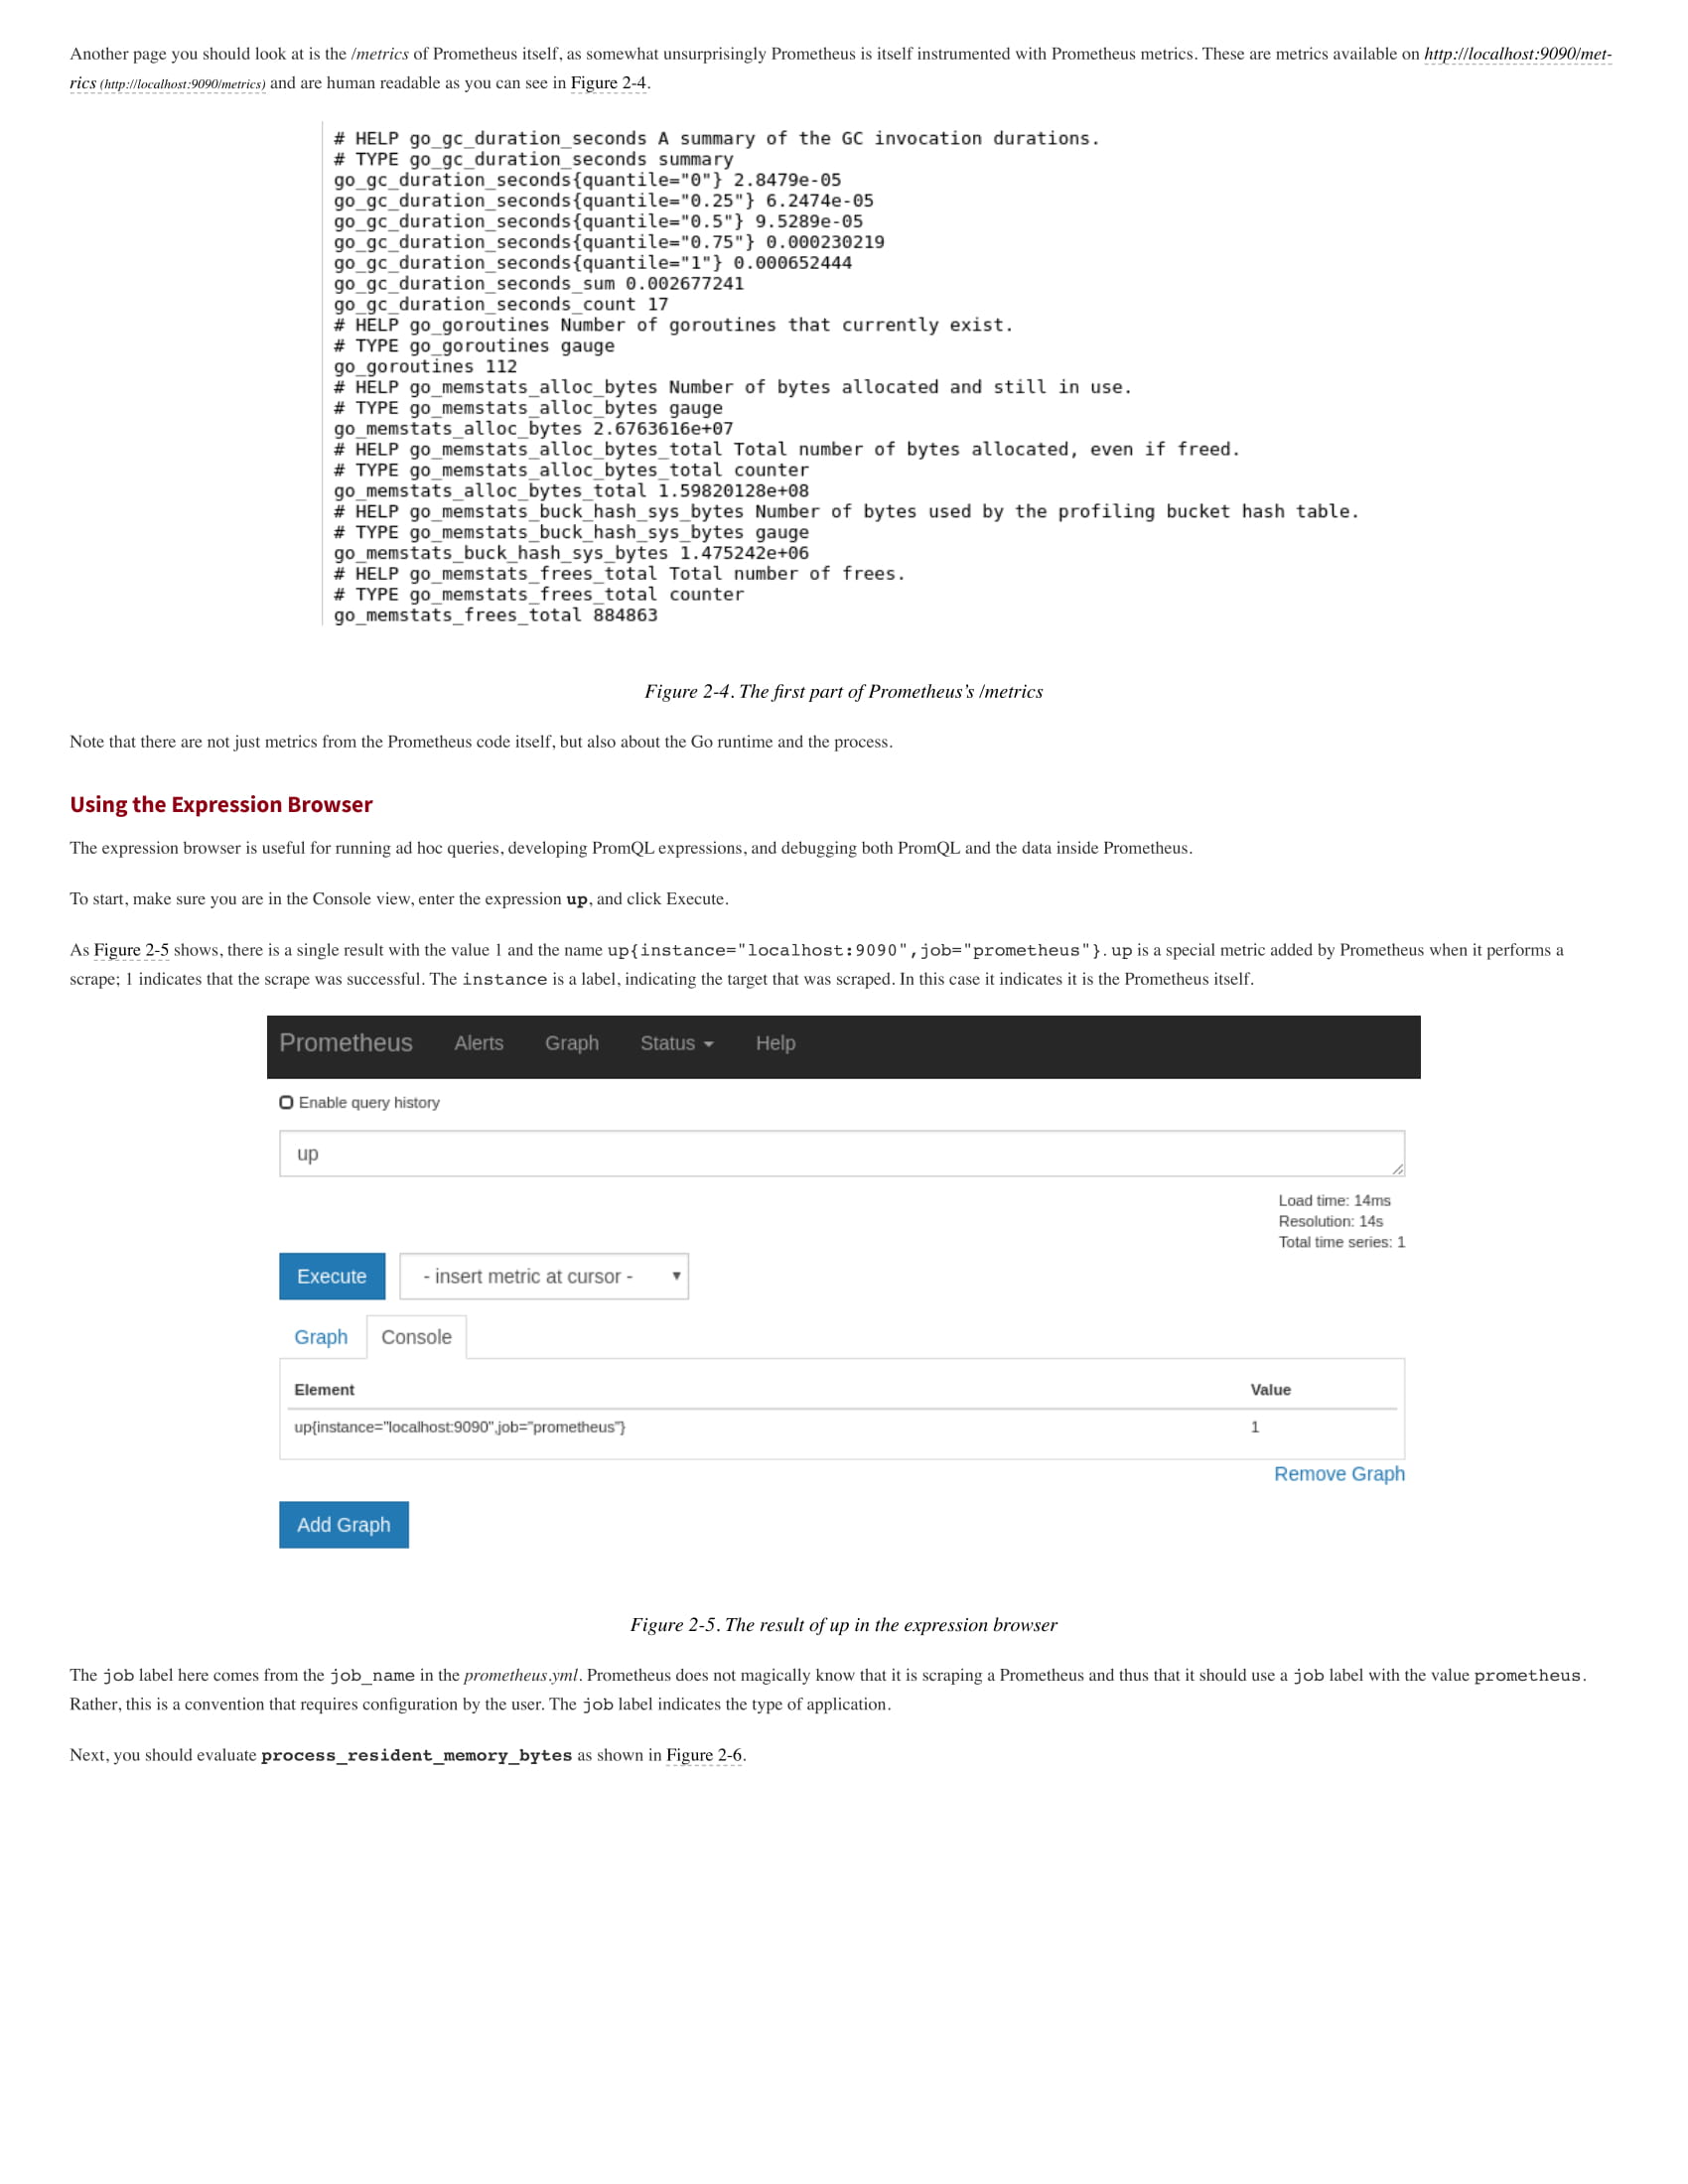 Another page you should look at is the /metrics of Prometheus itself, as somewhat unsurprisingly Prometheus is itself instrumented with Prometheus metrics. These are metrics available on http://localhost:9090/met-
rics (http://localhost:9090/metrics) and are human readable as you can see in Figure 2-4.
# HELP go_gc_duration_seconds A summary of the GC invocation durations.
# TYPE go_gc_duration_seconds summary
go_gc_duration_seconds{quantile="0"} 2.8479e-05
go_gc_duration_seconds{quantile="0.25"} 6.2474e-05
go_gc_duration_seconds{quantile="0.5"} 9.5289e-05
go_gc_duration_seconds{quantile="0.75"} 0.000230219
go_gc_duration_seconds{quantile="1"} 0.000652444
go_gc_duration_seconds_sum 0.002677241
go_gc_duration_seconds_count 17
# HELP go_goroutines Number of goroutines that currently exist.
# TYPE go_goroutines gauge
go_goroutines 112
# HELP go_memstats_alloc_bytes Number of bytes allocated and still in use.
# TYPE go_memstats_alloc_bytes gauge
go_memstats_alloc_bytes 2.6763616e+07
# HELP go_memstats_alloc_bytes_total Total number of bytes allocated, even if freed.
# TYPE go_memstats_alloc_bytes_total counter
go_memstats_alloc_bytes_total 1.59820128e+08
# HELP go_memstats_buck_hash_sys_bytes Number of bytes used by the profiling bucket hash table.
# TYPE go_memstats_buck_hash_sys_bytes gauge
go_memstats_buck_hash_sys_bytes 1.475242e+06
# HELP go_memstats_frees_total Total number of frees.
# TYPE go_memstats_frees_total counter
go_memstats_frees_total 884863
Figure 2-4. The first part of Prometheus’s /metrics
Note that there are not just metrics from the Prometheus code itself, but also about the Go runtime and the process.
Using the Expression Browser
The expression browser is useful for running ad hoc queries, developing PromQL expressions, and debugging both PromQL and the data inside Prometheus.
To start, make sure you are in the Console view, enter the expression up, and click Execute.
As Figure 2-5 shows, there is a single result with the value 1 and the name up{instance="localhost:9090",job="prometheus"}. up is a special metric added by Prometheus when it performs a
scrape; 1 indicates that the scrape was successful. The instance is a label, indicating the target that was scraped. In this case it indicates it is the Prometheus itself.
Prometheus Alerts Graph Status Help
Enable query history
up
Load time: 14ms
Resolution: 14s
Total time series: 1
Execute - insert metric at cursor -
Graph Console
Element Value
up{instance="localhost:9090",job="prometheus"} 1
Remove Graph
Add Graph
Figure 2-5. The result of up in the expression browser
The job label here comes from the job_name in the prometheus.yml. Prometheus does not magically know that it is scraping a Prometheus and thus that it should use a job label with the value prometheus.
Rather, this is a convention that requires configuration by the user. The job label indicates the type of application.
Next, you should evaluate process_resident_memory_bytes as shown in Figure 2-6.